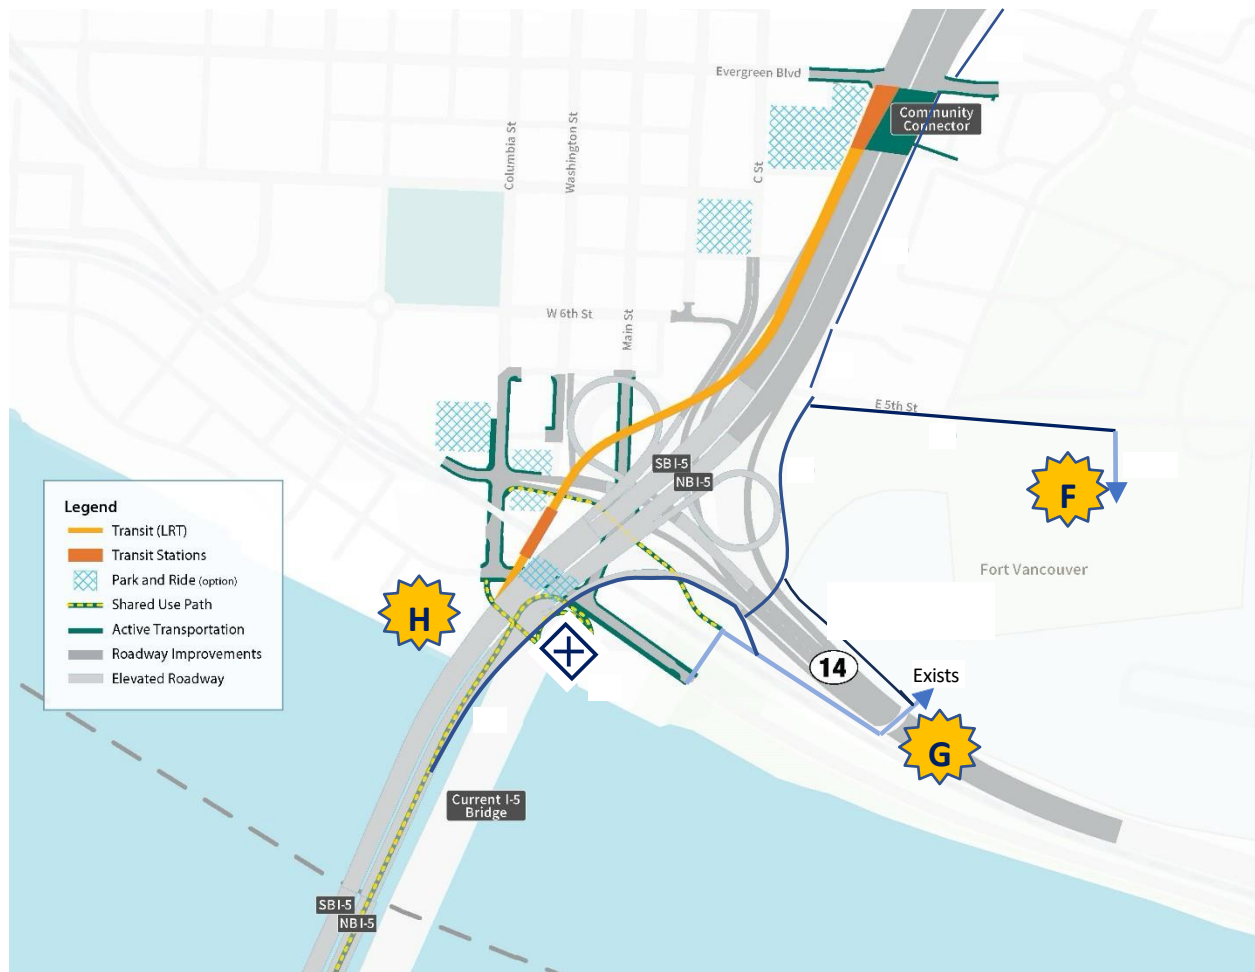 Evergreen Blvd
Community
Connector
Columbia St
Washington St
C St
W 6th St
Main St
E 5th St
SB I-5
NB I-5
F
Fort Vancouver
Legend
Transit (LRT)
Transit Stations
Park and Ride (option)
Shared Use Path
Active Transportation
Roadway Improvements
Elevated Roadway
H
14
Exists
G
Current I-5
Bridge
SB I-5
NB I-5